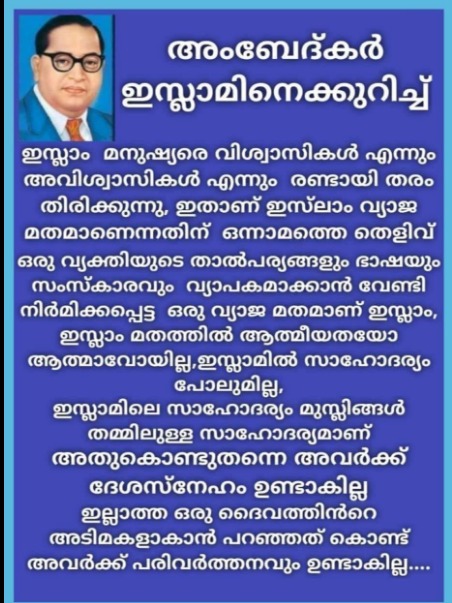 അംബേദ്കർ
ഇസ്ലാമിനെക്കുറിച്ച്
ഇസ്ലാം മനുഷ്യരെ വിശ്വാസികൾ എന്നും
അവിശ്വാസികൾ എന്നും രണ്ടായി തരം
തിരിക്കുന്നു, ഇതാണ് ഇസ്‌ലാം വ്യാജ
മതമാണെന്നതിന് ഒന്നാമത്തെ തെളിവ്
ഒരു വ്യക്തിയുടെ താൽപര്യങ്ങളും ഭാഷയും
സംസ്കാരവും വ്യാപകമാക്കാൻ വേണ്ടി
നിർമിക്കപ്പെട്ട ഒരു വ്യാജ മതമാണ് ഇസ്ലാം,
ഇസ്ലാം മതത്തിൽ ആത്മീയതയോ
ആത്മാവോയില്ല,ഇസ്ലാമിൽ സാഹോദര്യം
പോലുമില്ല,
ഇസ്ലാമിലെ സാഹോദര്യം മുസ്ലിങ്ങൾ
തമ്മിലുള്ള സാഹോദര്യമാണ്
അതുകൊണ്ടുതന്നെ അവർക്ക്
ദേശസ്നേഹം ഉണ്ടാകില്ല
ഇല്ലാത്ത ഒരു ദൈവത്തിൻറെ
അടിമകളാകാൻ പറഞ്ഞത് കൊണ്ട്
അവർക്ക് പരിവർത്തനവും ഉണ്ടാകില്ല....